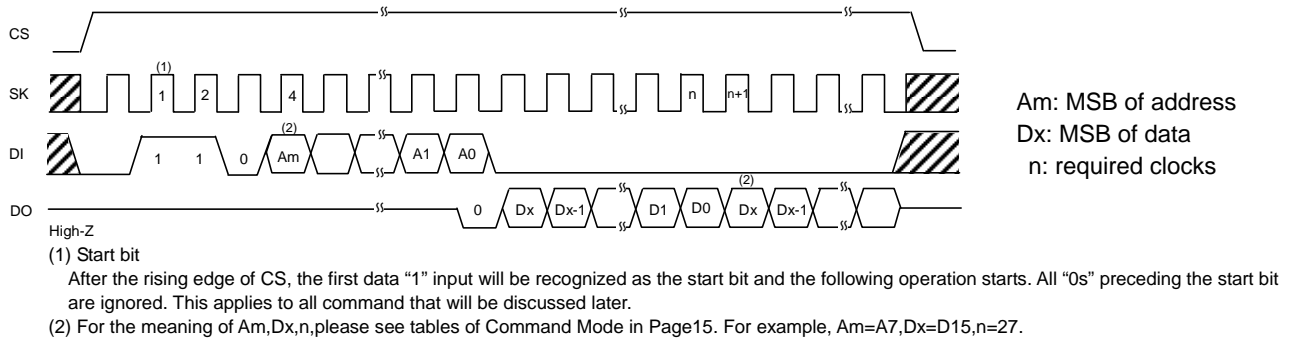 CS
SK
(1)
1
2
4
n
n+1
DI
1
1
0
(2)
Am
A1
A0
DO
High-Z
0
Dx
Dx-1
D1
D0
(2)
Dx
Dx-1
Am: MSB of address
Dx: MSB of data
n: required clocks
(1) Start bit
After the rising edge of CS, the first data “1” input will be recognized as the start bit and the following operation starts. All “0s” preceding the start bit
are ignored. This applies to all command that will be discussed later.
(2) For the meaning of Am,Dx,n,please see tables of Command Mode in Page15. For example, Am=A7,Dx=D15,n=27.